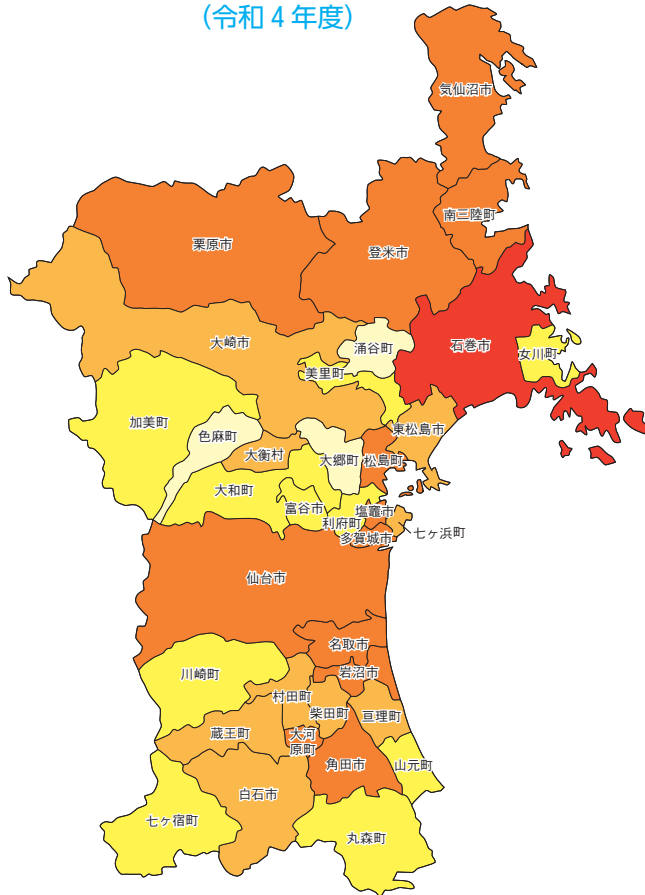 (令和4年度)
気仙沼市
南三陸町
栗原市
登米市
大崎市
涌谷町
石巻市
女川町
美里町
加美町
色麻町
東松島市
大衡村
大郷町
松島町
大和町
富谷市
塩竈市
利府町
七ヶ浜町
多賀城市
仙台市
名取市
岩沼市
川崎町
村田町
柴田町
亘理町
蔵王町
大河
原町
角田市
山元町
白石市
七ヶ宿町
丸森町